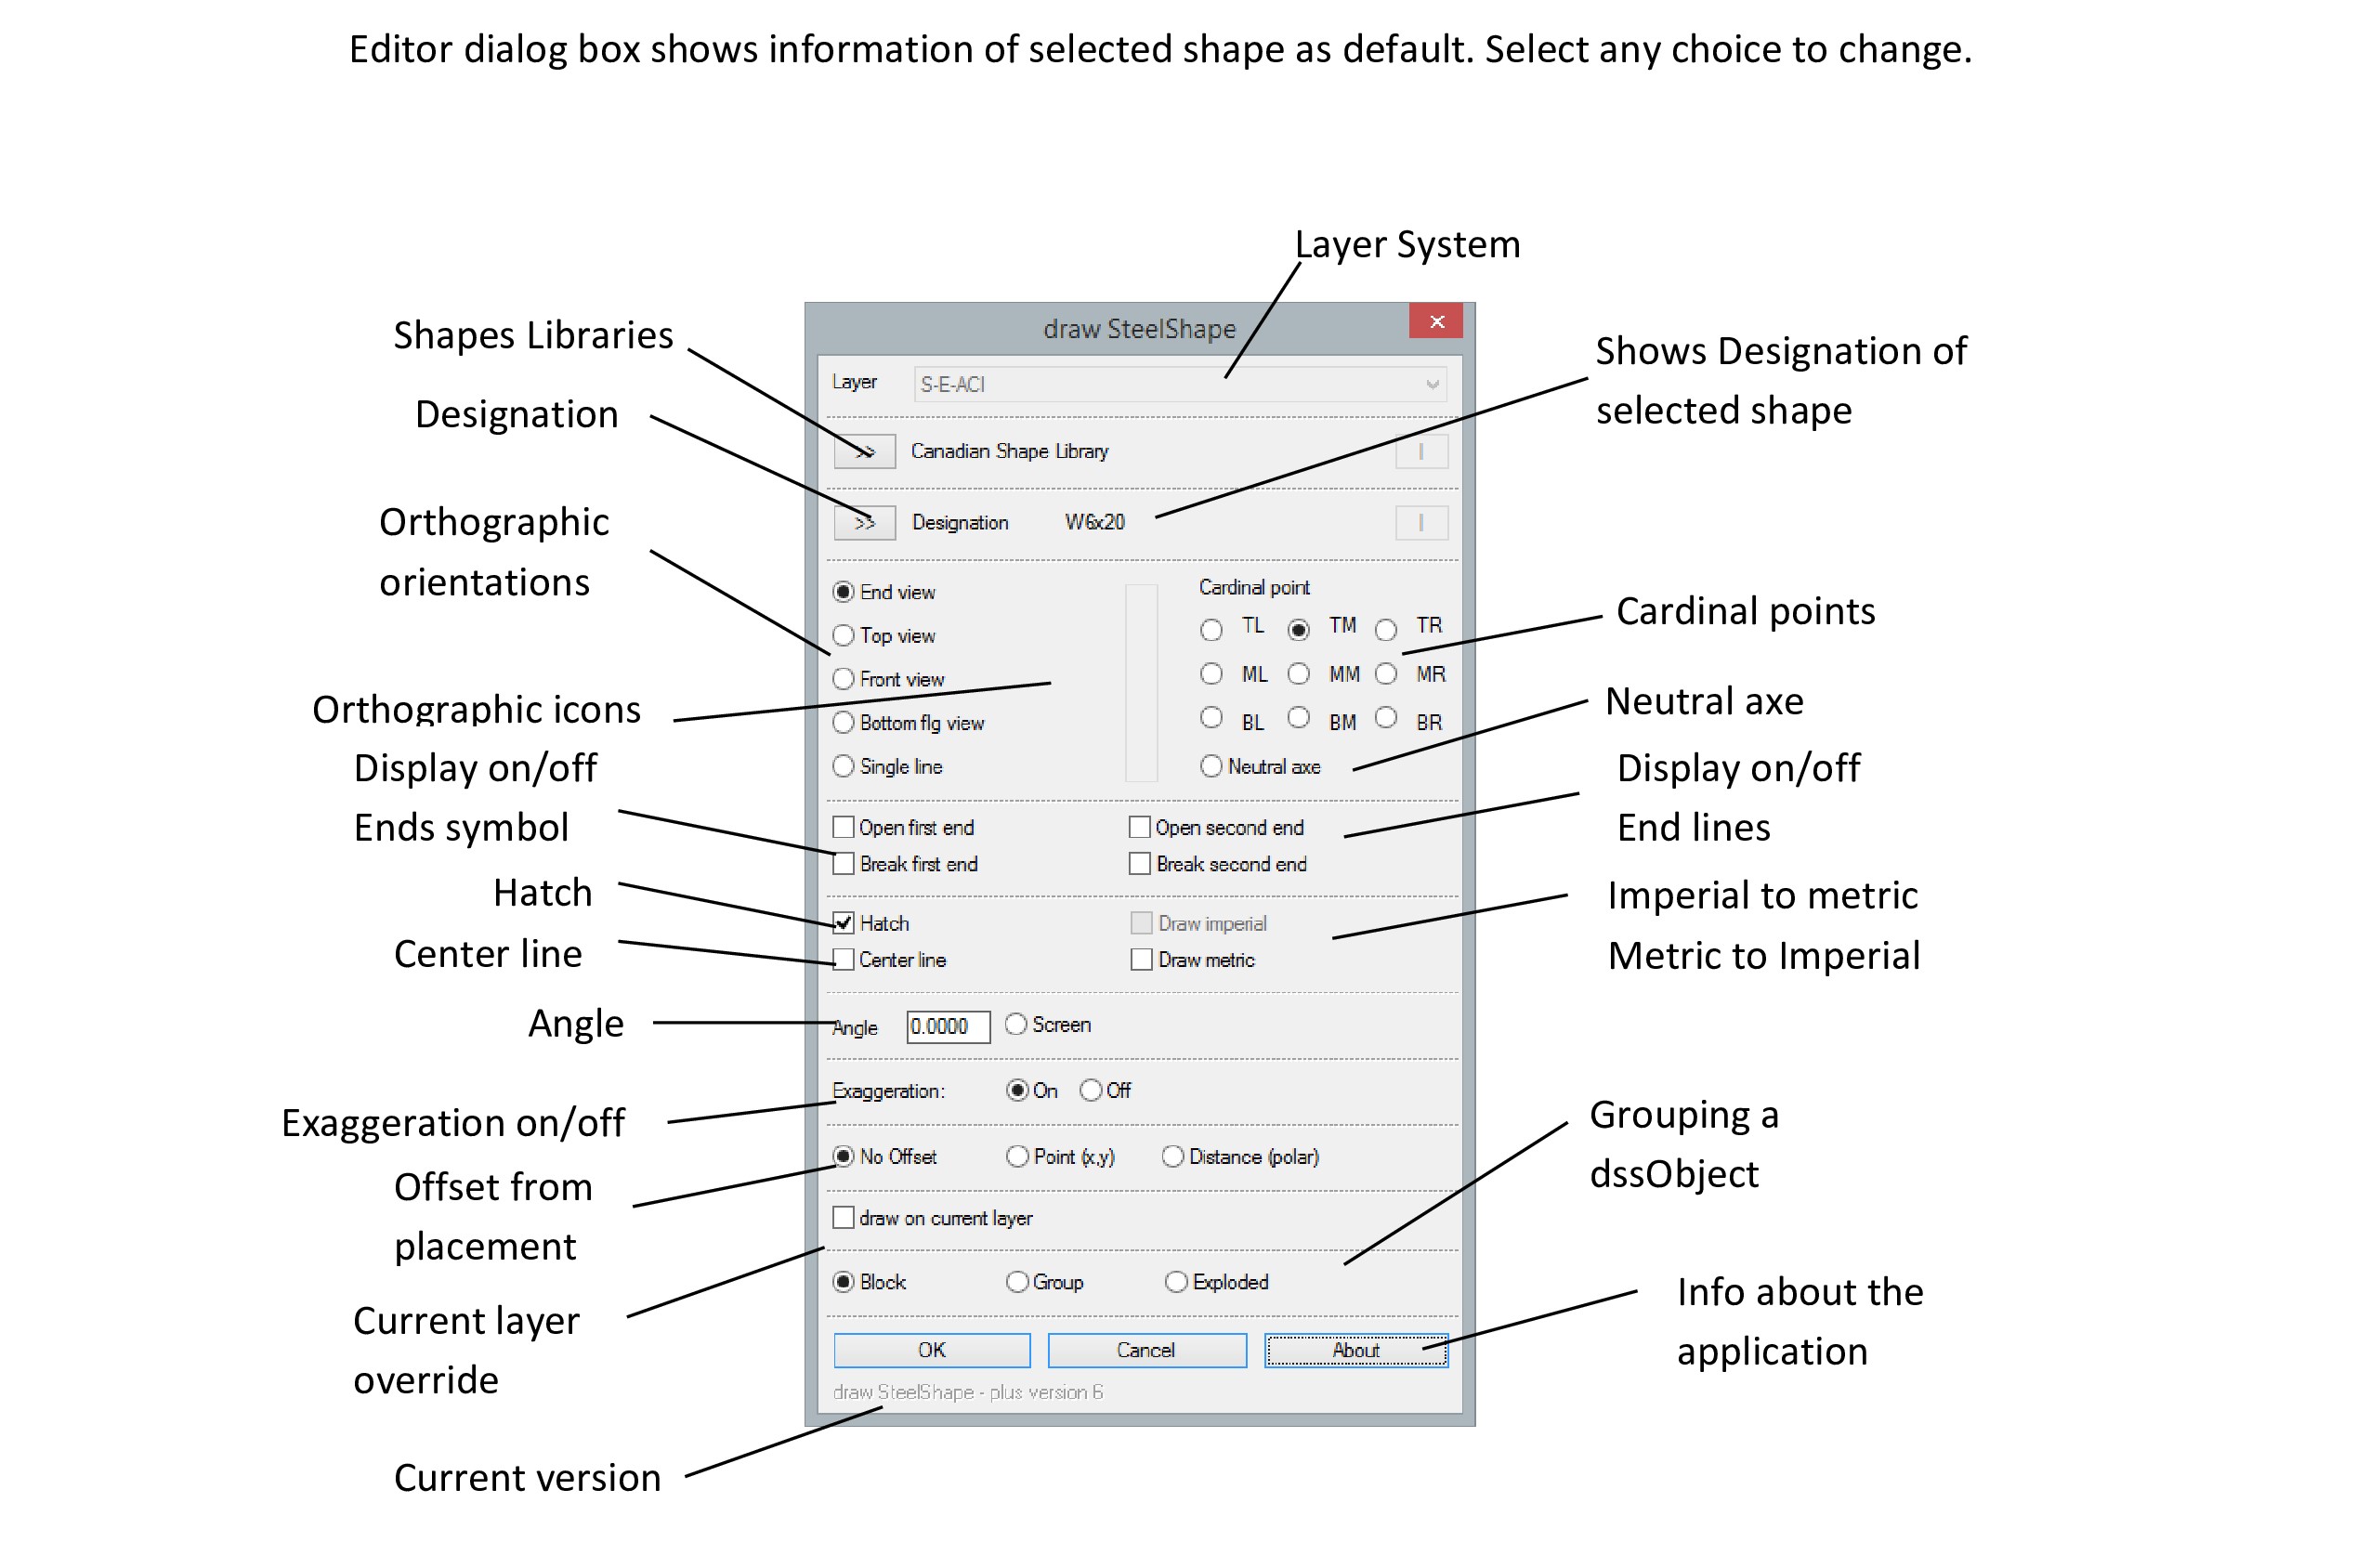 Editor dialog box shows information of selected shape as default. Select any choice to change.
Layer System
Shapes Libraries
Designation
Orthographic
orientations
Orthographic icons
Display on/off
Ends symbol
Hatch
Center line
Angle
Exaggeration on/off
Offset from
placement
Current layer
override
Current version
draw SteelShape
Layer S-E-ACI
>> Canadian Shape Library I
>> Designation W6x20 I
End view
Top view
Front view
Bottom flg view
Single line
Cardinal point
TL TM TR
ML MM MR
BL BM BR
Neutral axe
Open first end Open second end
Break first end Break second end
Hatch Draw imperial
Center line Draw metric
Angle 0.0000 Screen
Exaggeration: On Off
No Offset Point (x,y) Distance (polar)
draw on current layer
Block Group Exploded
OK Cancel About
draw SteelShape - plus version 6
Shows Designation of
selected shape
Cardinal points
Neutral axe
Display on/off
End lines
Imperial to metric
Metric to Imperial
Grouping a
dssObject
Info about the
application